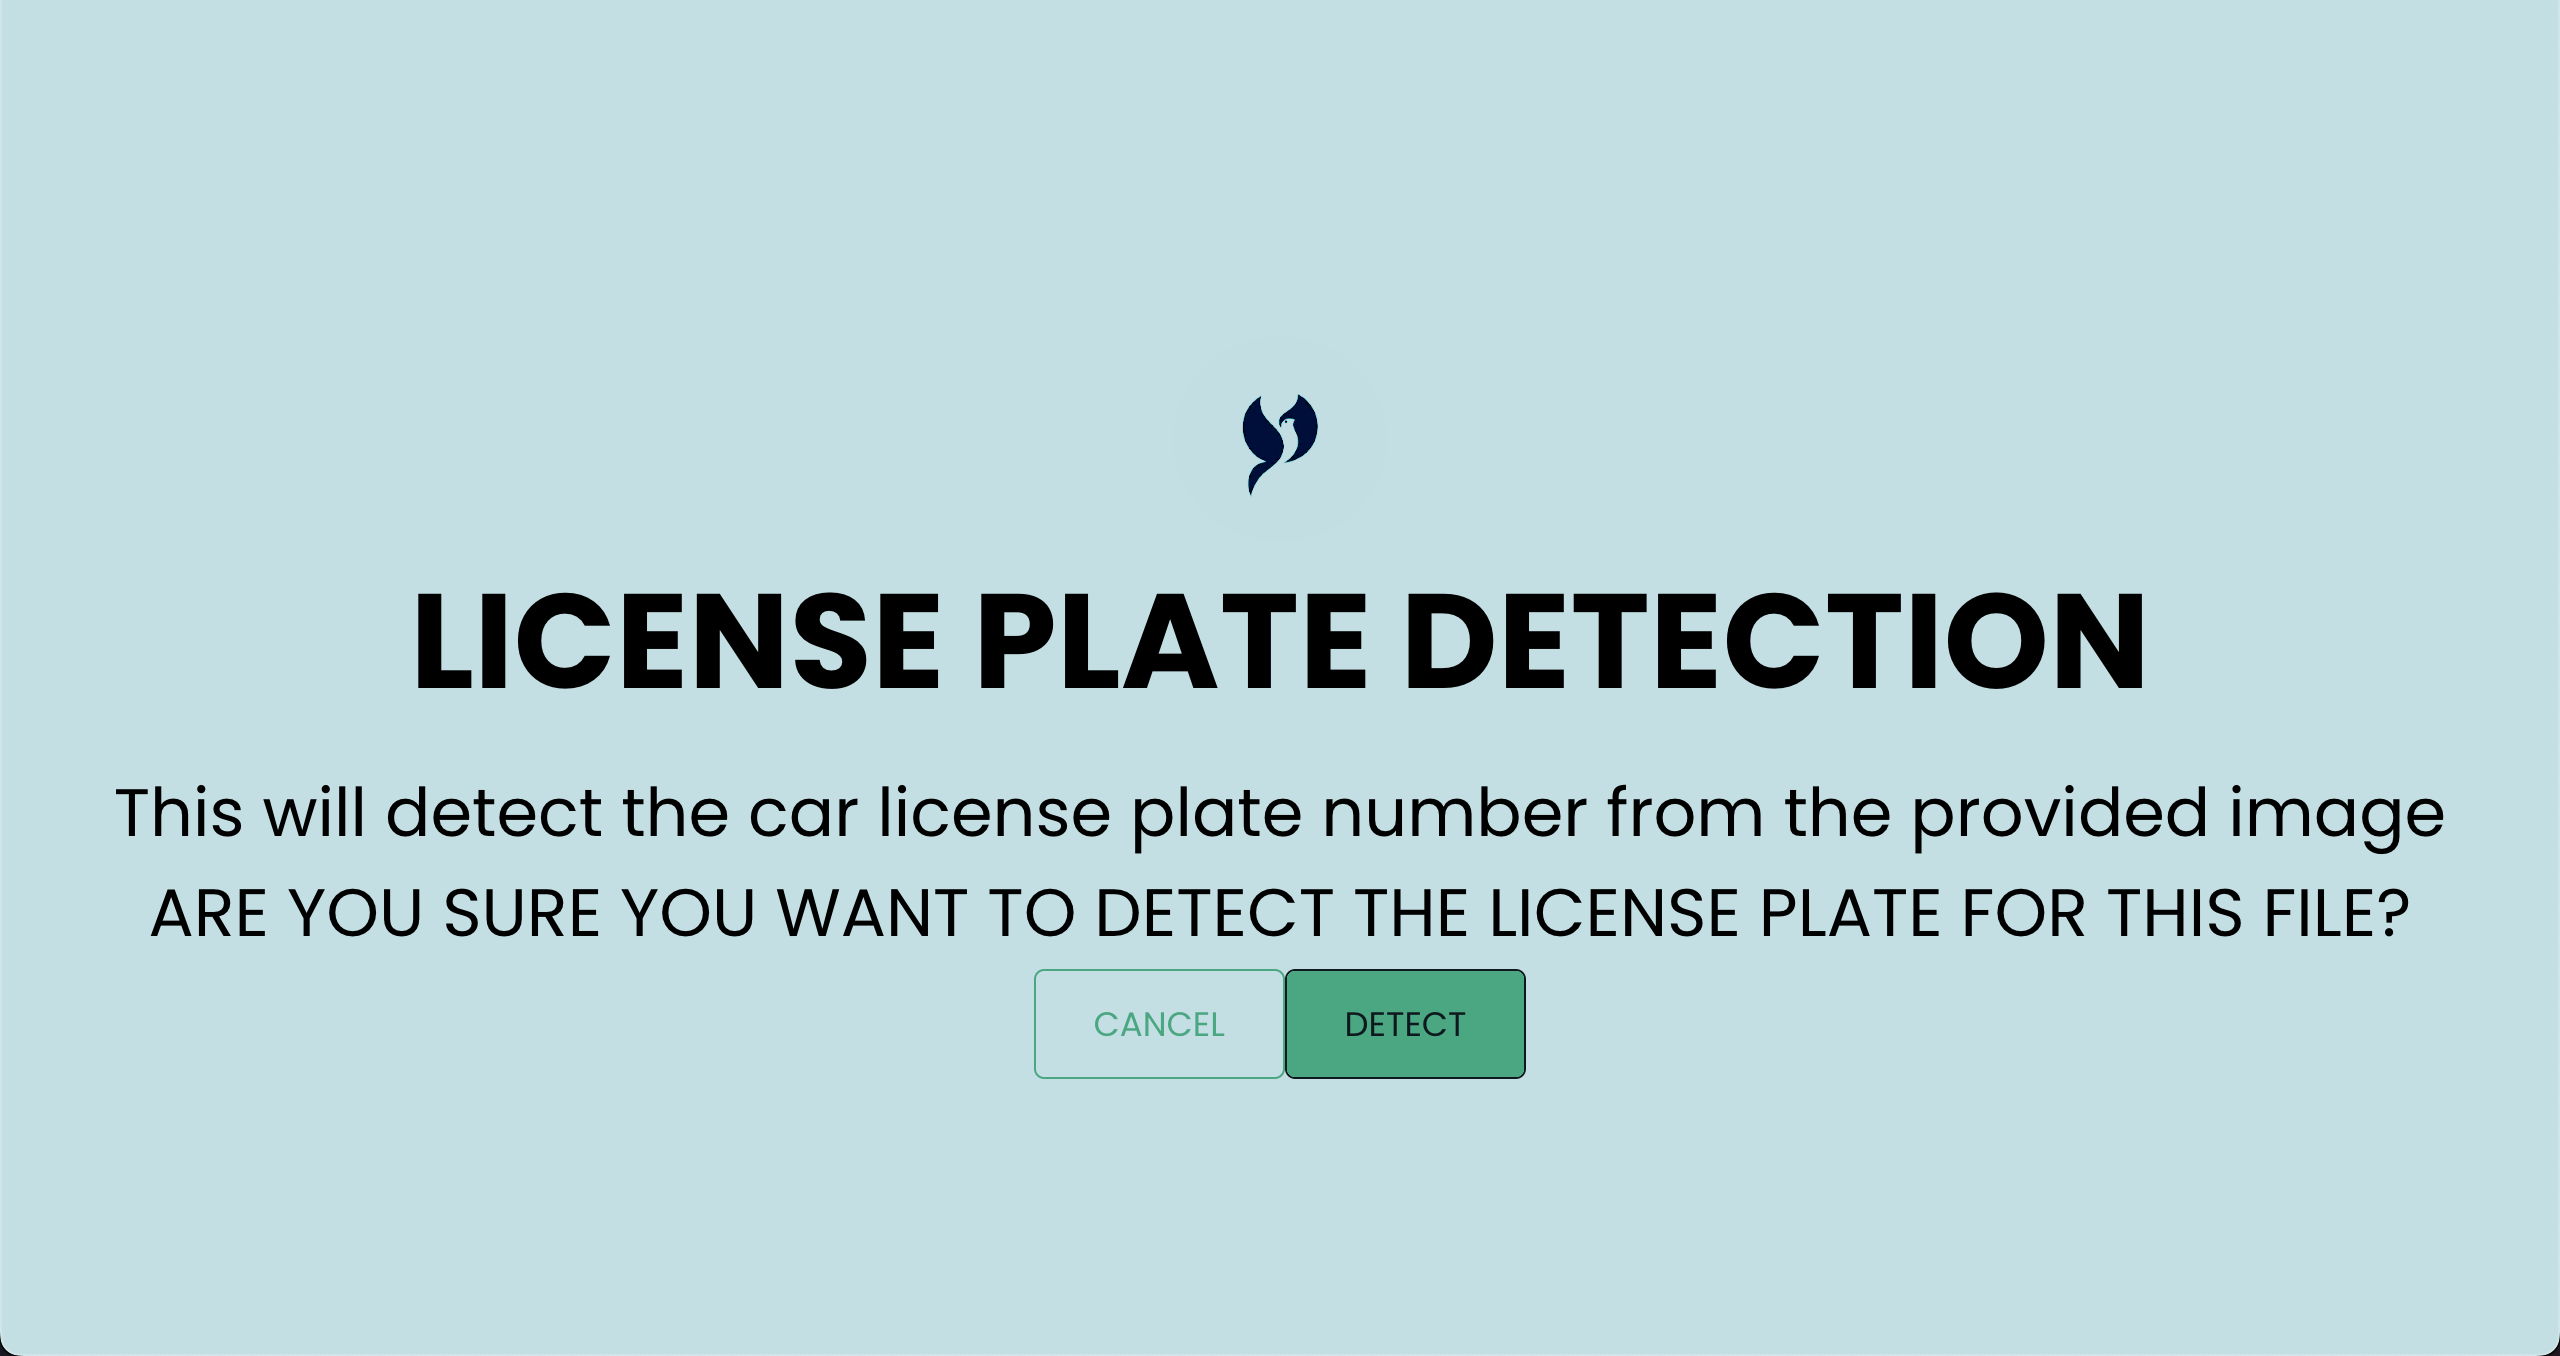 LICENSE PLATE DETECTION
This will detect the car license plate number from the provided image
ARE YOU SURE YOU WANT TO DETECT THE LICENSE PLATE FOR THIS FILE?
CANCEL DETECT